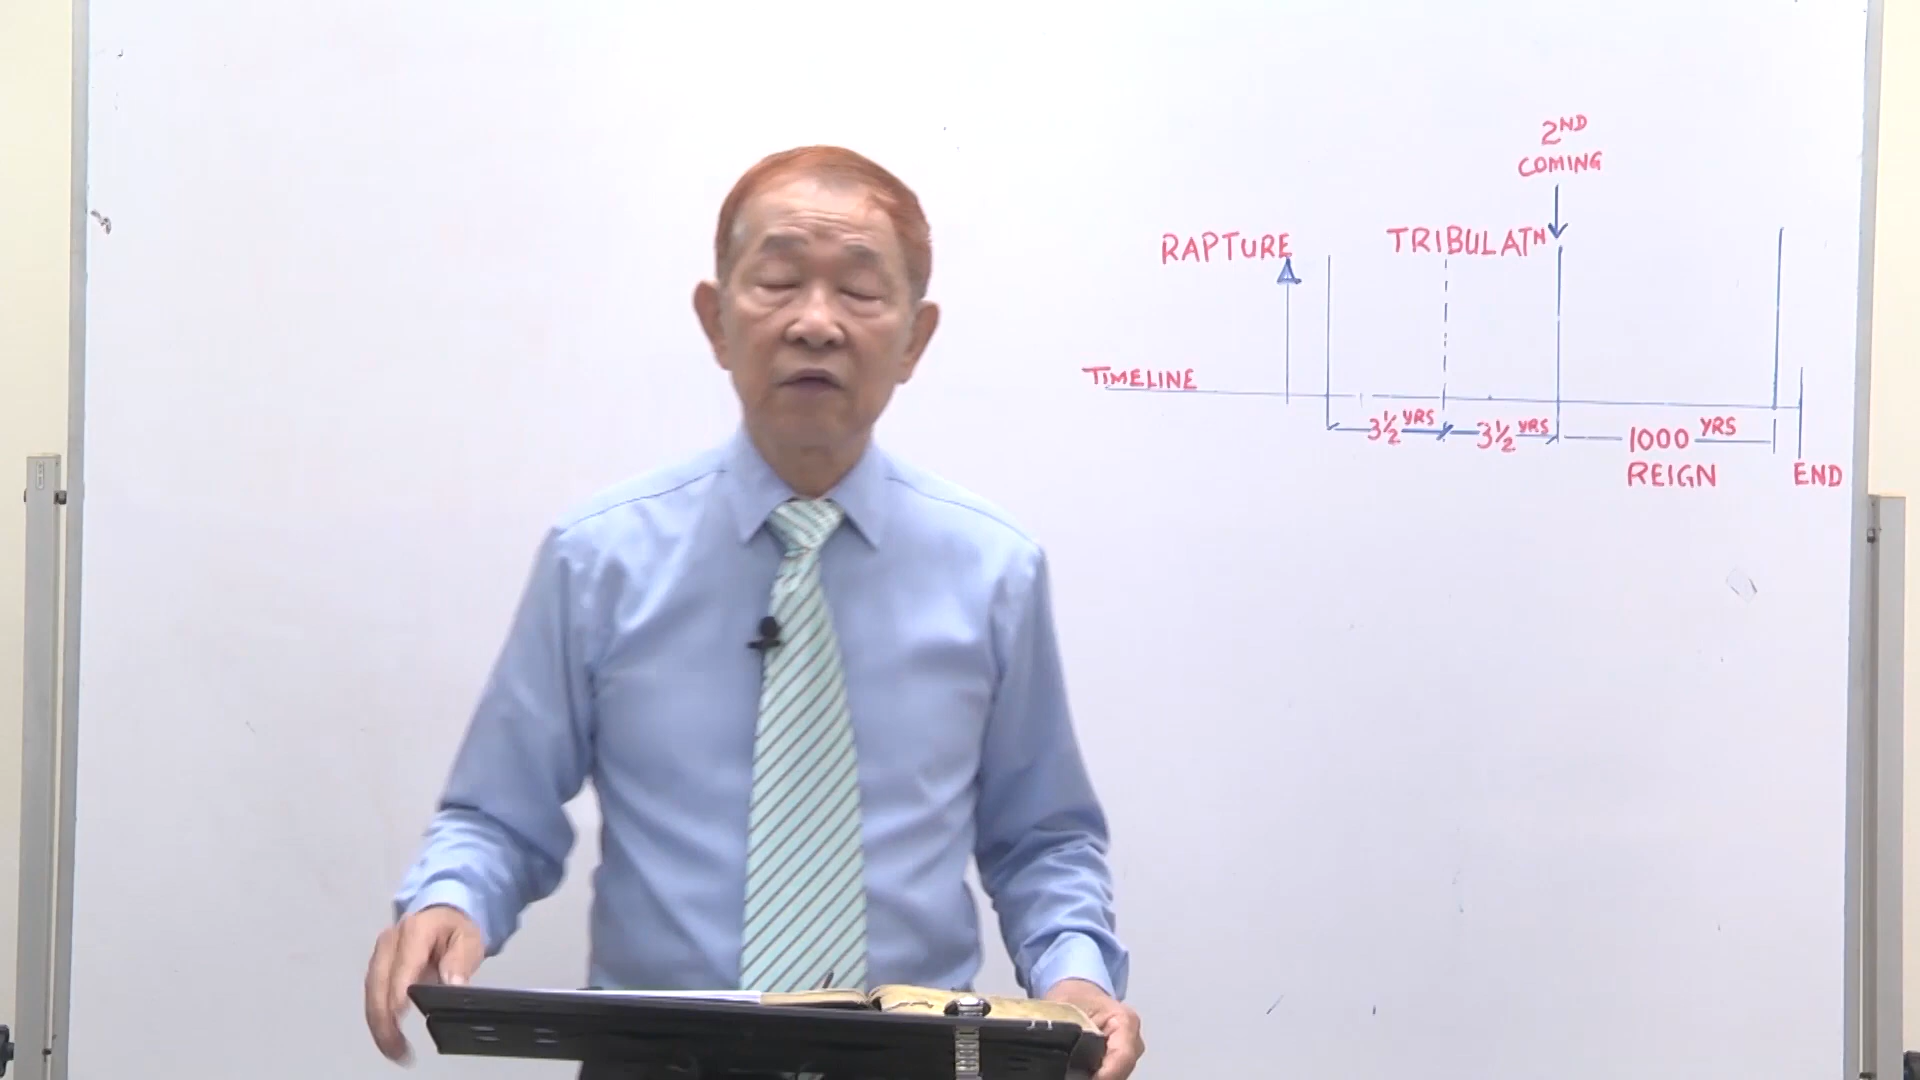 2ND
COMING
RAPTURE
TRIBULATN
TIMELINE
3½ YRS
3½ YRS
1000 YRS
REIGN
END